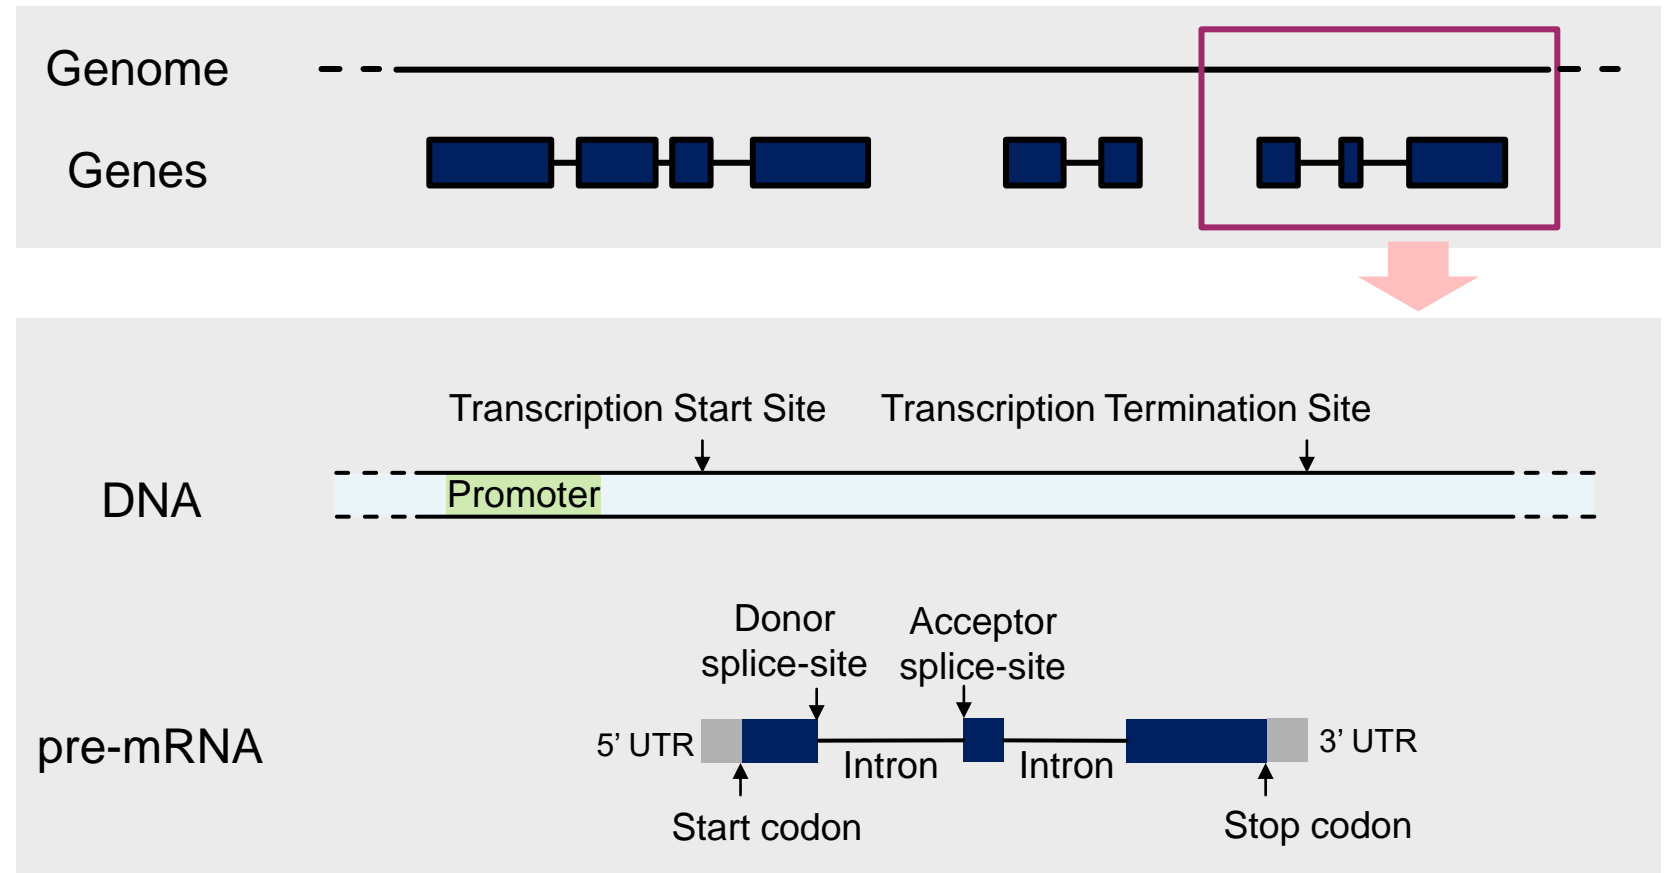 Genome
Genes
Transcription Start Site
Transcription Termination Site
DNA
Promoter
Donor
splice-site
Acceptor
splice-site
pre-mRNA
5’ UTR
Intron
Intron
3’ UTR
Start codon
Stop codon